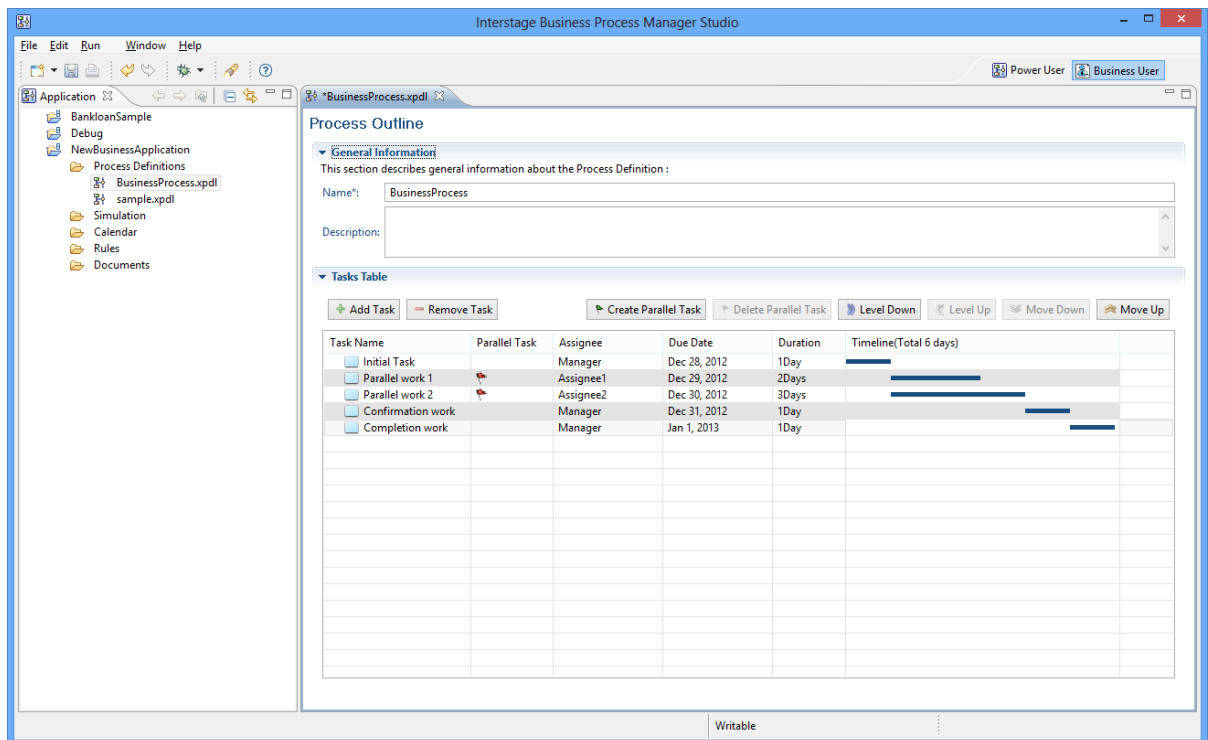 Interstage Business Process Manager Studio
File Edit Run Window Help
Power User Business User
Application
BankloanSample
Debug
NewBusinessApplication
Process Definitions
BusinessProcess.xpdl
sample.xpdl
Simulation
Calendar
Rules
Documents
*BusinessProcess.xpdl
Process Outline
General Information
This section describes general information about the Process Definition :
Name*: BusinessProcess
Description:
Tasks Table
Add Task Remove Task Create Parallel Task Delete Parallel Task Level Down Level Up Move Down Move Up
Task Name Parallel Task Assignee Due Date Duration Timeline(Total 6 days)
Initial Task Manager Dec 28, 2012 1Day
Parallel work 1 Assignee1 Dec 29, 2012 2Days
Parallel work 2 Assignee2 Dec 30, 2012 3Days
Confirmation work Manager Dec 31, 2012 1Day
Completion work Manager Jan 1, 2013 1Day
Writable